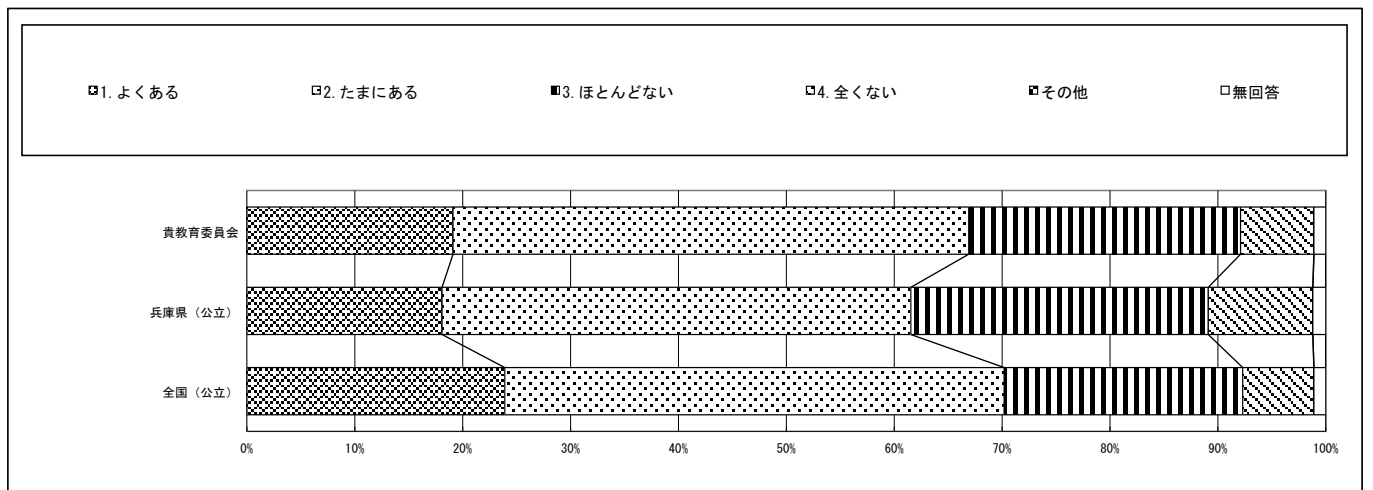 1. よくある 2. たまにある 3. ほとんどない 4. 全くない その他 無回答
貴教育委員会
兵庫県（公立）
全国（公立）
0% 10% 20% 30% 40% 50% 60% 70% 80% 90% 100%